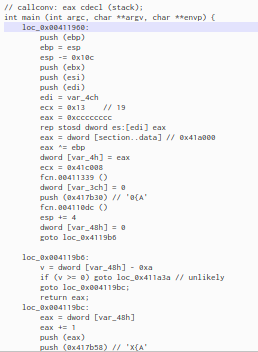 // callconv: eax cdecl (stack);
int main (int argc, char **argv, char **envp) {
loc_0x00411960:
push (ebp)
ebp = esp
esp -= 0x10c
push (ebx)
push (esi)
push (edi)
edi = var_4ch
ecx = 0x13 // 19
eax = 0xcccccccc
rep stosd dword es:[edi] eax
eax = dword [section..data] // 0x41a000
eax ^= ebp
dword [var_4h] = eax
ecx = 0x41c008
fcn.00411339 ()
dword [var_3ch] = 0
push (0x417b30) // '0{A'
fcn.004110dc ()
esp += 4
dword [var_48h] = 0
goto loc_0x4119b6
loc_0x004119b6:
v = dword [var_48h] - 0xa
if (v >= 0) goto loc_0x411a3a // unlikely
goto loc_0x004119bc;
return eax;
loc_0x004119bc:
eax = dword [var_48h]
eax += 1
push (eax)
push (0x417b58) // 'X{A'